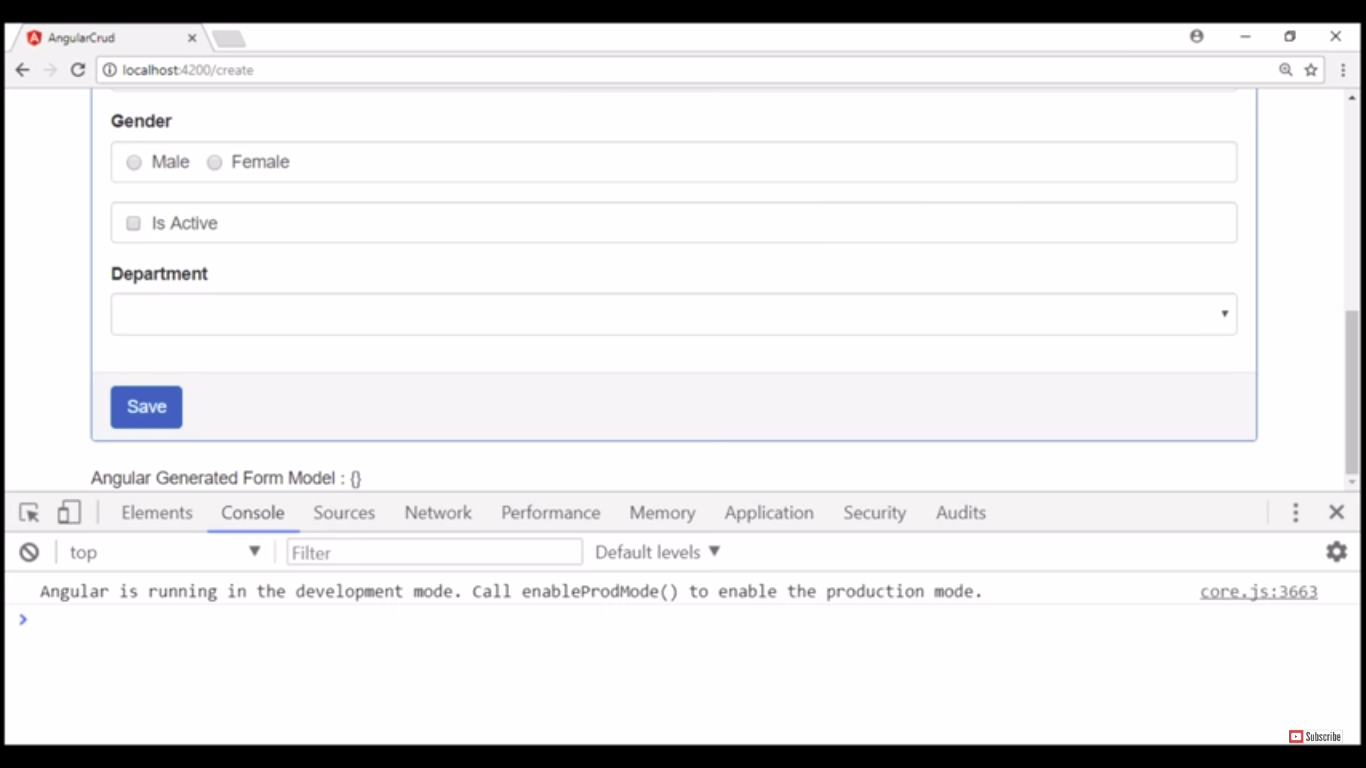 AngularCrud
localhost:4200/create
Gender
Male Female
Is Active
Department
Save
Angular Generated Form Model : {}
Elements Console Sources Network Performance Memory Application Security Audits
top Filter Default levels
Angular is running in the development mode. Call enableProdMode() to enable the production mode. core.js:3663
Subscribe